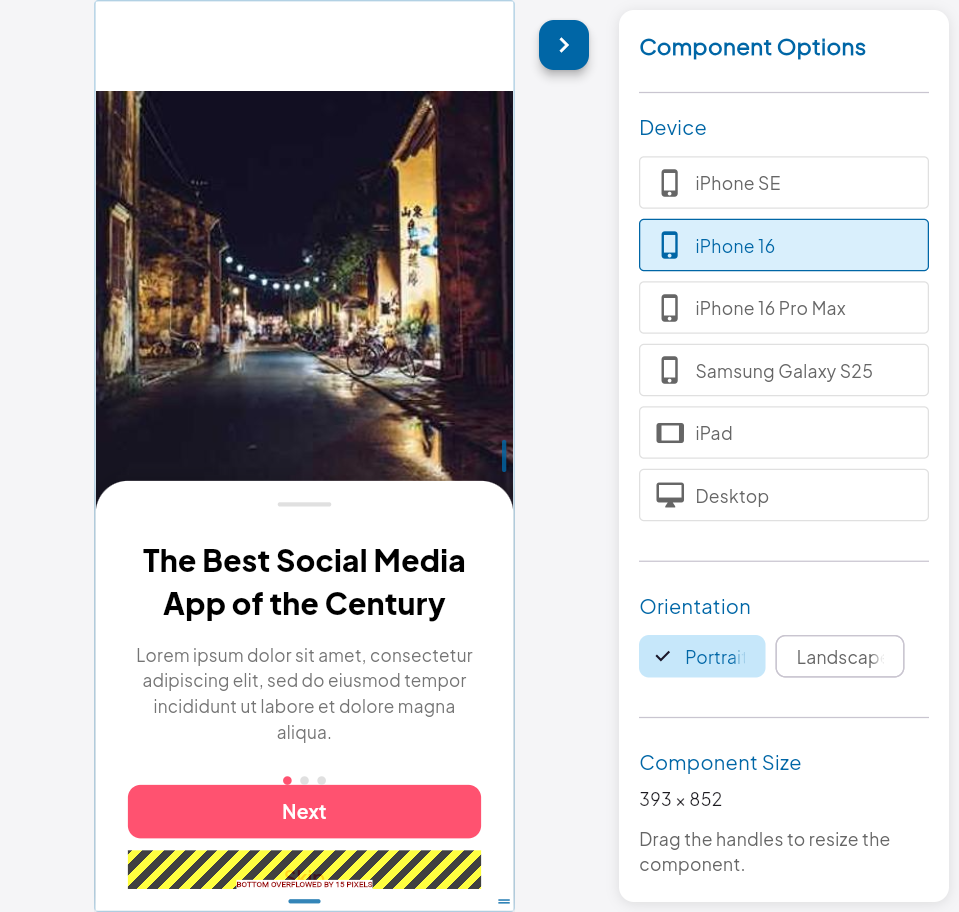 Component Options
Device
iPhone SE
iPhone 16
iPhone 16 Pro Max
Samsung Galaxy S25
iPad
Desktop
Orientation
Portrait
Landscape
Component Size
393 × 852
Drag the handles to resize the
component.
The Best Social Media
App of the Century
Lorem ipsum dolor sit amet, consectetur
adipiscing elit, sed do eiusmod tempor
incididunt ut labore et dolore magna
aliqua.
Next
BOTTOM OVERFLOWED BY 15 PIXELS